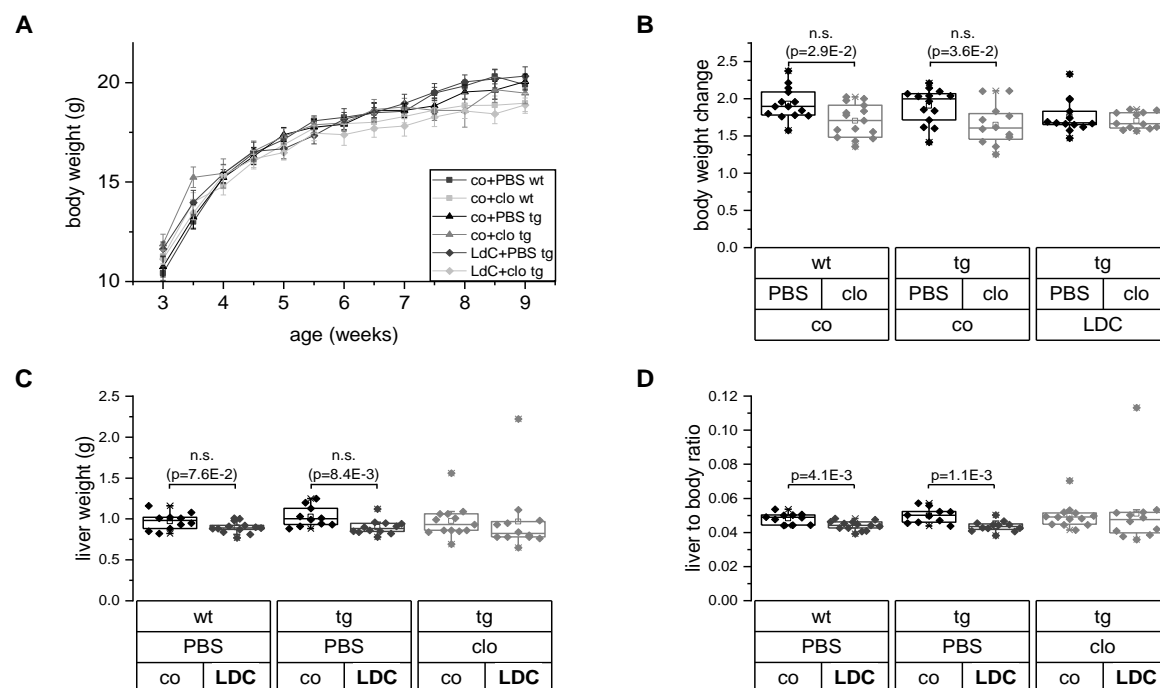 A
body weight (g)
20
15
10
3 4 5 6 7 8 9
age (weeks)
co+PBS wt
co+clo wt
co+PBS tg
co+clo tg
LdC+PBS tg
LdC+clo tg
B
body weight change
2.5
2.0
1.5
1.0
0.5
0.0
n.s.
(p=2.9E-2)
n.s.
(p=3.6E-2)
wt tg tg
PBS clo PBS clo PBS clo
co co LDC
C
liver weight (g)
2.5
2.0
1.5
1.0
0.5
0.0
n.s.
(p=7.6E-2)
n.s.
(p=8.4E-3)
wt tg tg
PBS PBS clo
co LDC co LDC co LDC
D
liver to body ratio
0.12
0.10
0.08
0.06
0.04
0.02
0.00
p=4.1E-3
p=1.1E-3
wt tg tg
PBS PBS clo
co LDC co LDC co LDC